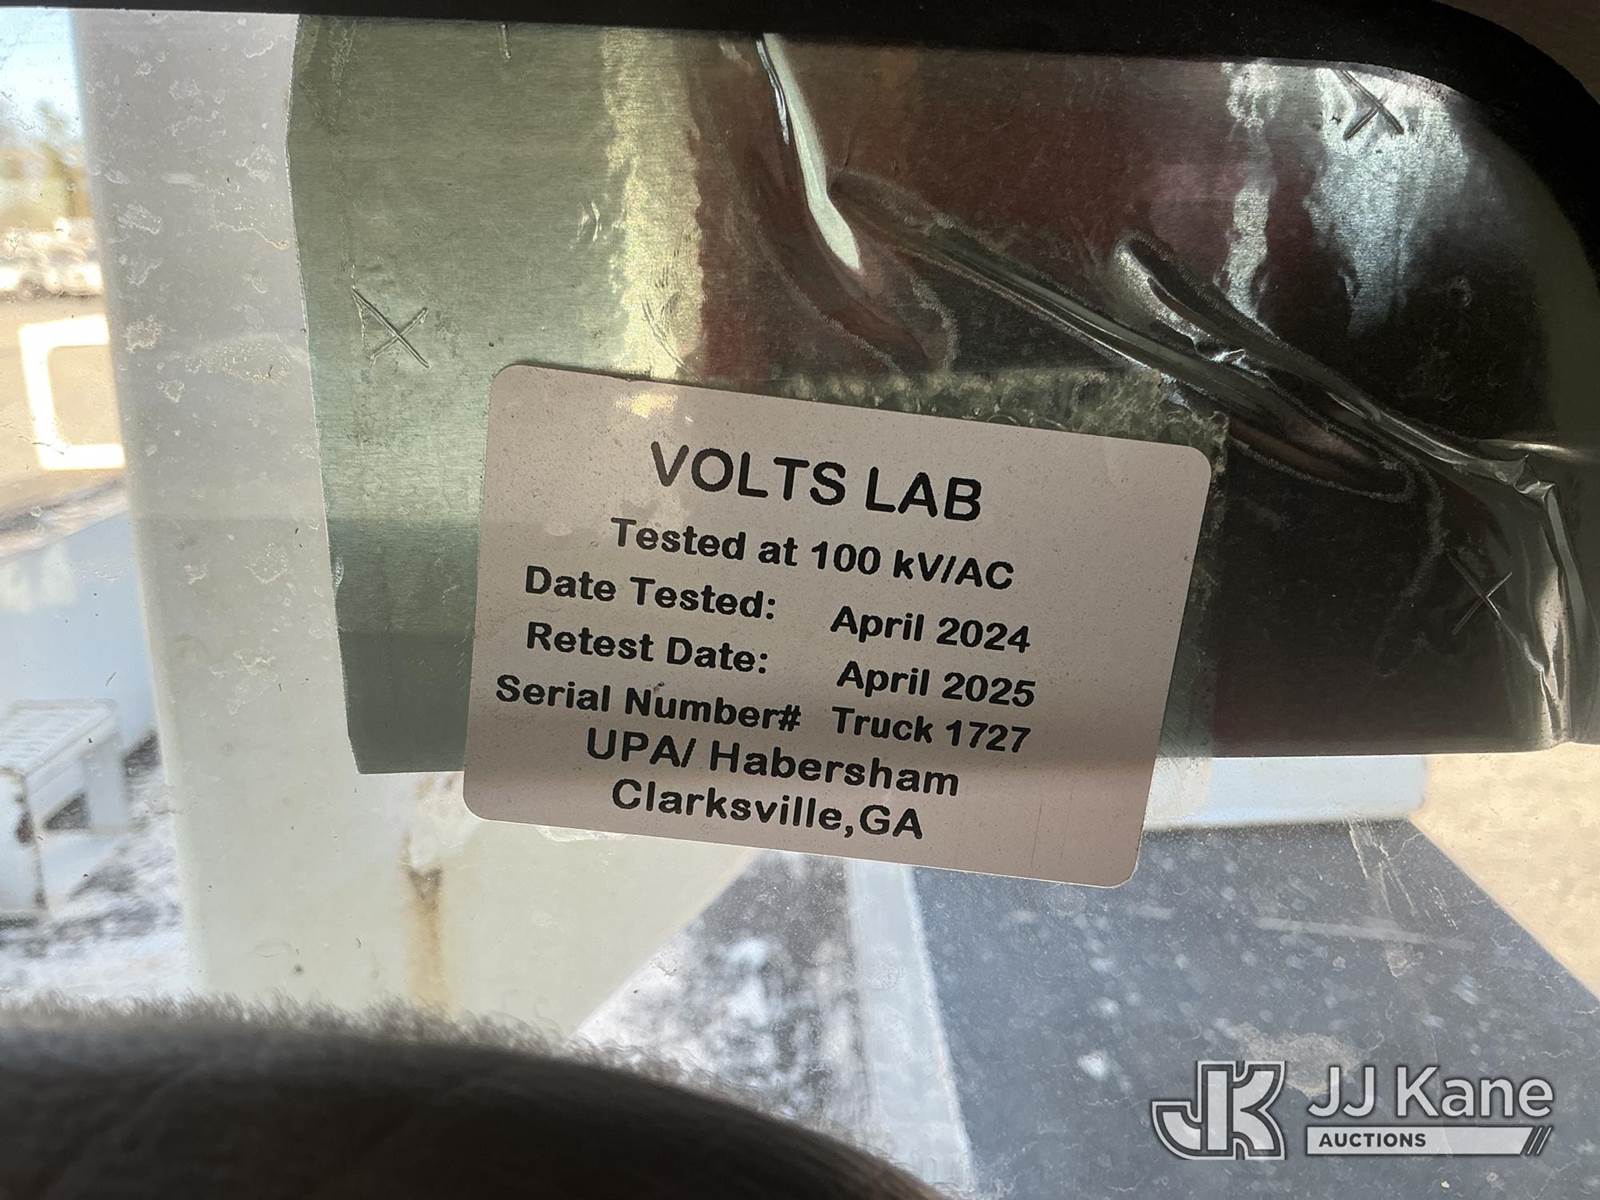 VOLTS LAB
Tested at 100 kV/AC
Date Tested: April 2024
Retest Date: April 2025
Serial Number# Truck 1727
UPA/ Habersham
Clarksville,GA
JK JJ Kane
AUCTIONS